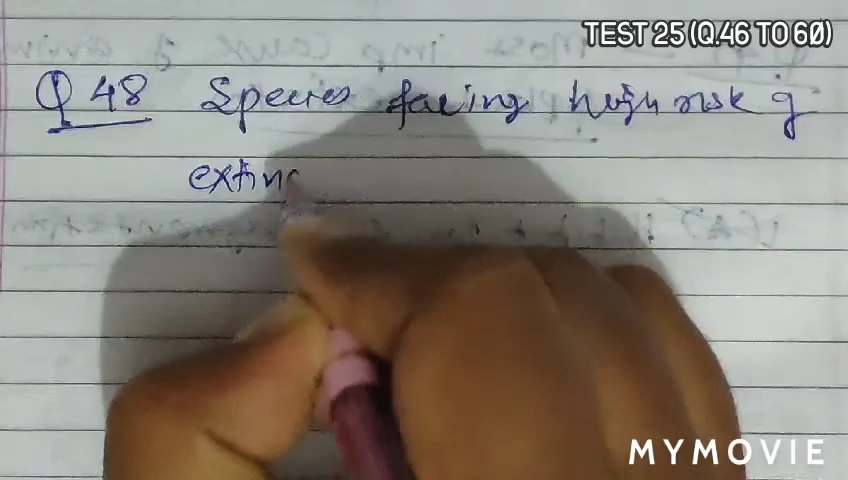 TEST 25 (Q.46 TO 60)
Q 48 Species facing high risk of
extinc
MYMOVIE